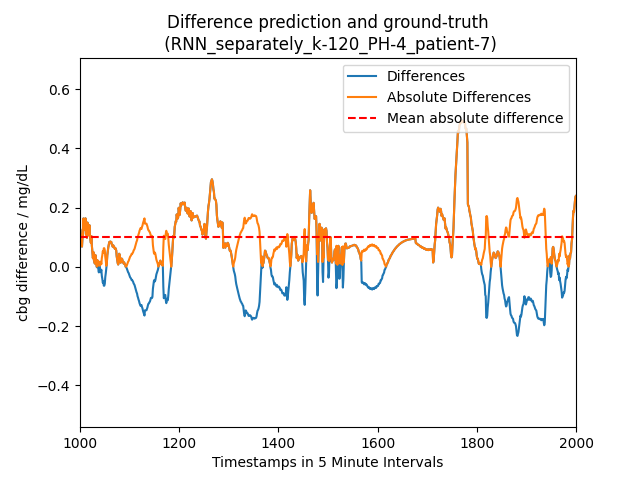 Difference prediction and ground-truth
(RNN_separately_k-120_PH-4_patient-7)
Differences
Absolute Differences
Mean absolute difference
cbg difference / mg/dL
0.6
0.4
0.2
0.0
−0.2
−0.4
1000 1200 1400 1600 1800 2000
Timestamps in 5 Minute Intervals